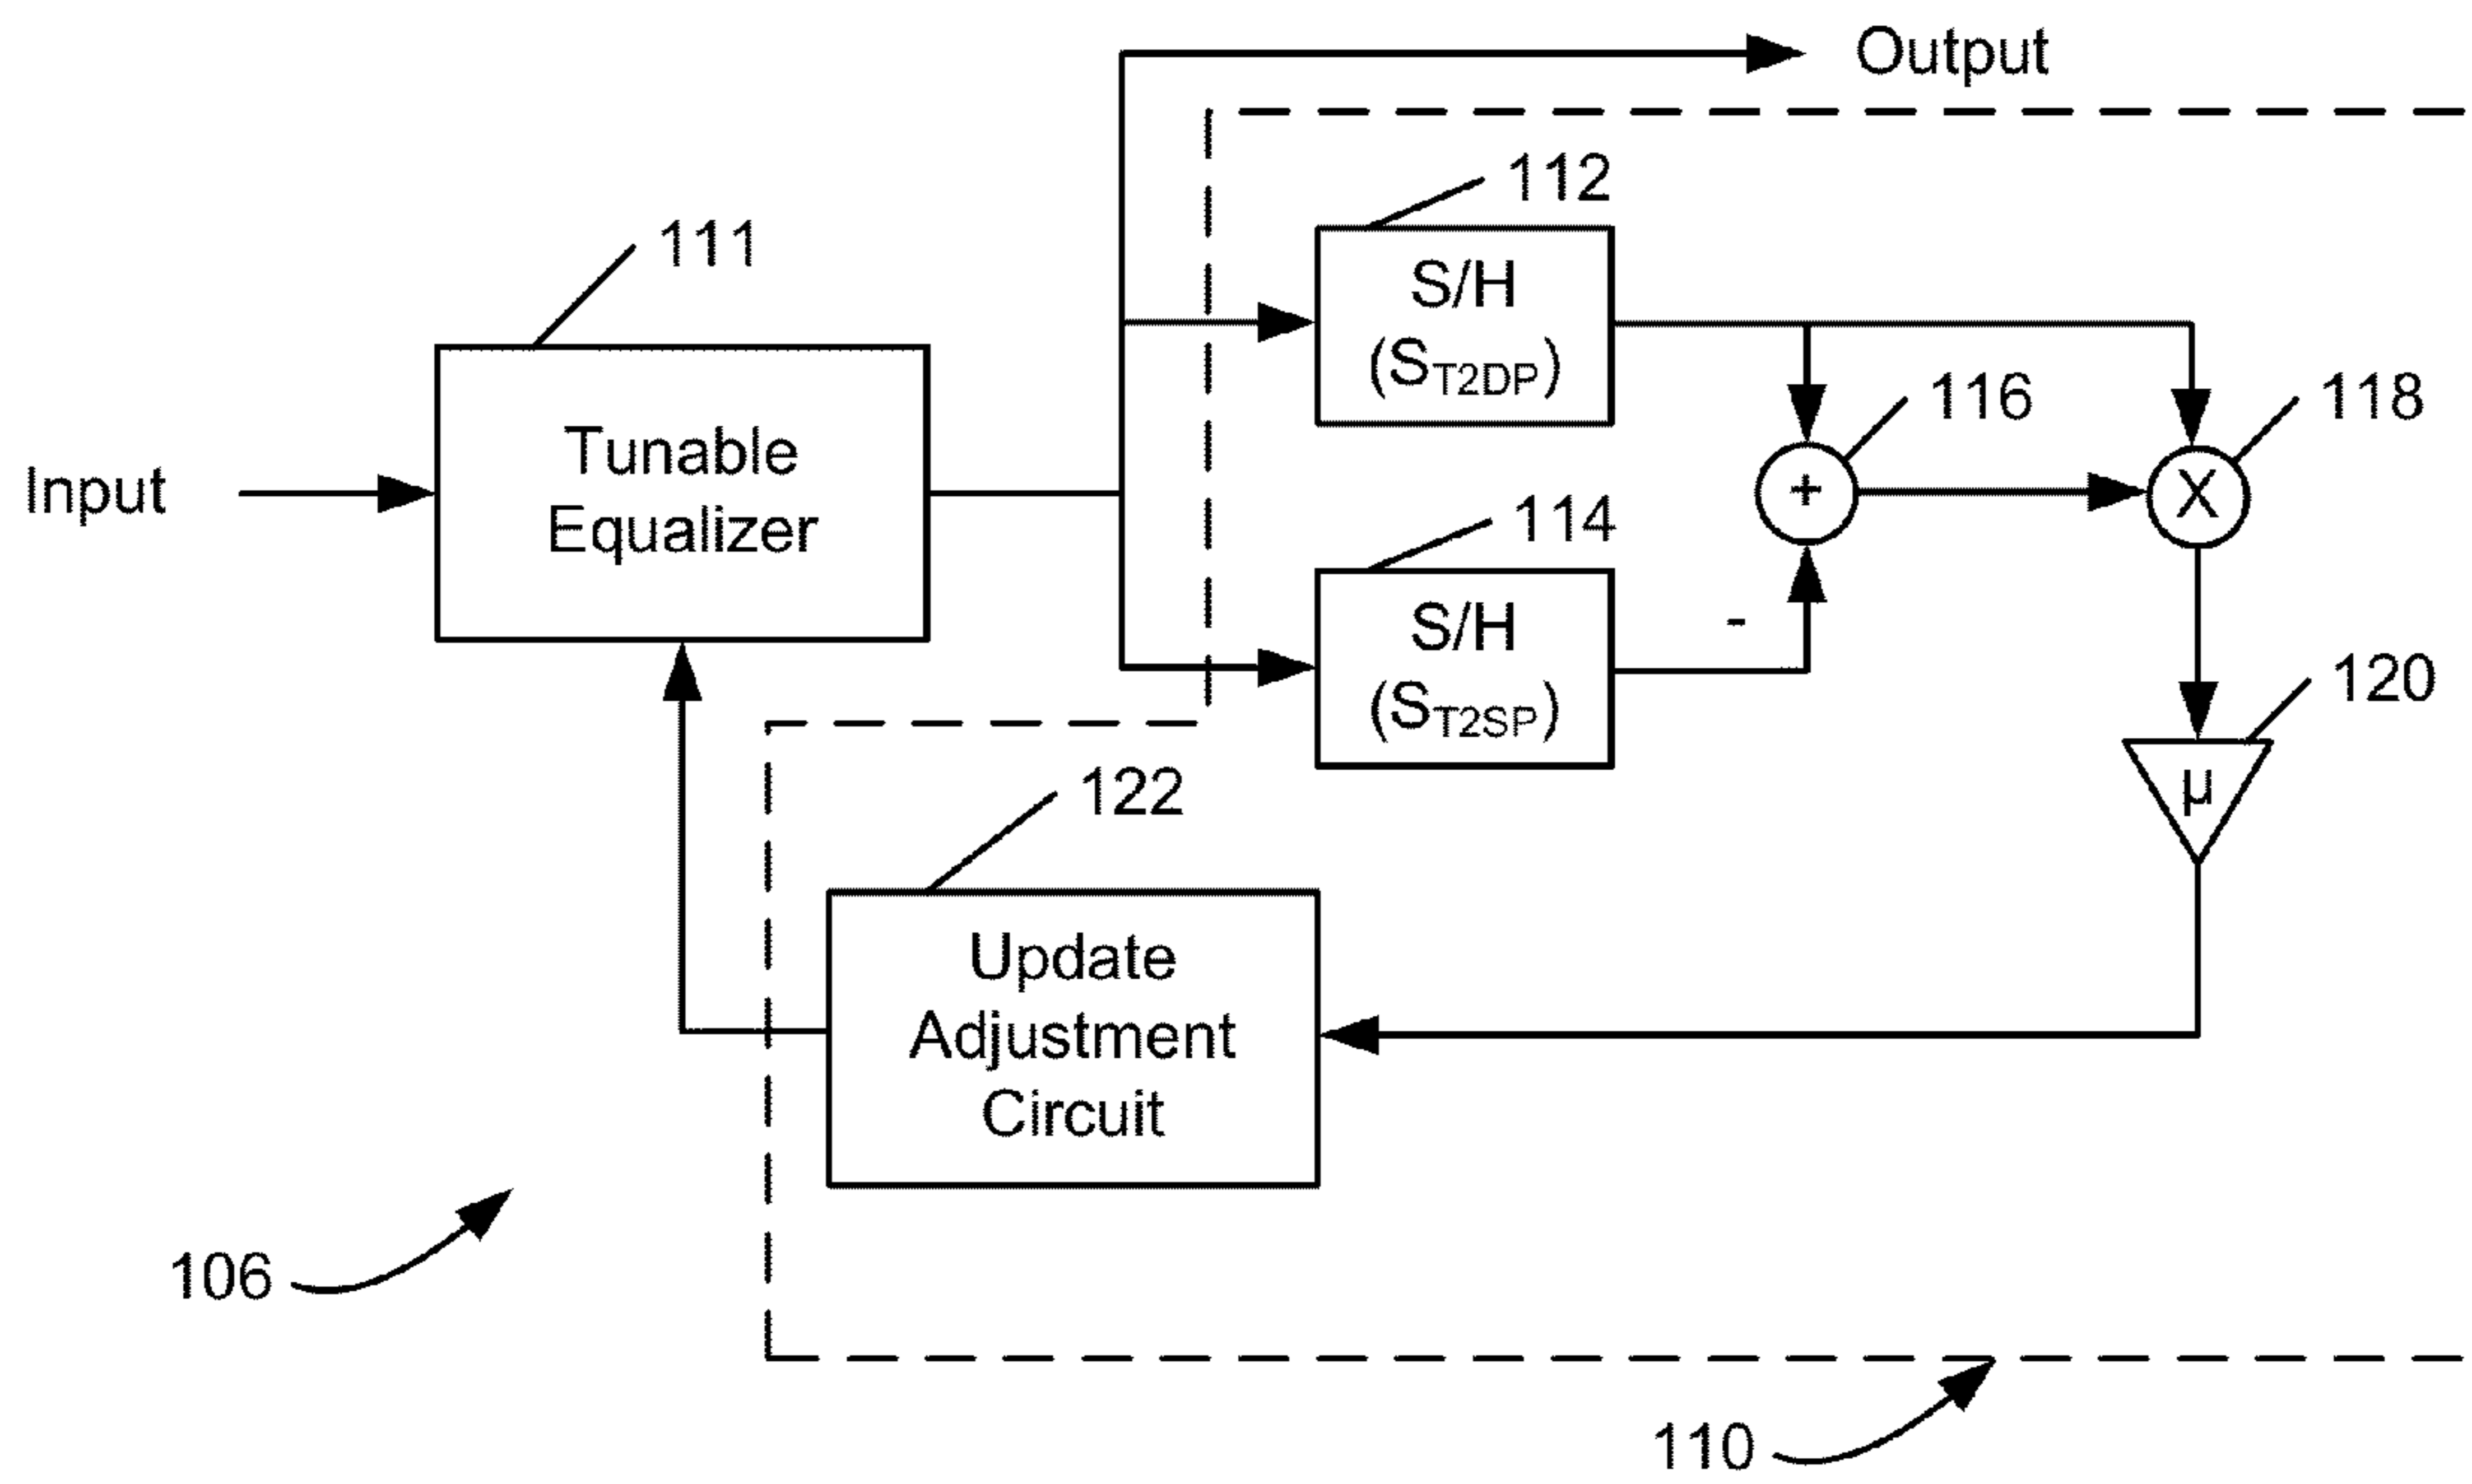 Output
112
111
S/H
(ST2DP)
116
118
Input
Tunable
Equalizer
+
X
114
S/H
(ST2SP)
-
120
µ
122
Update
Adjustment
Circuit
106
110